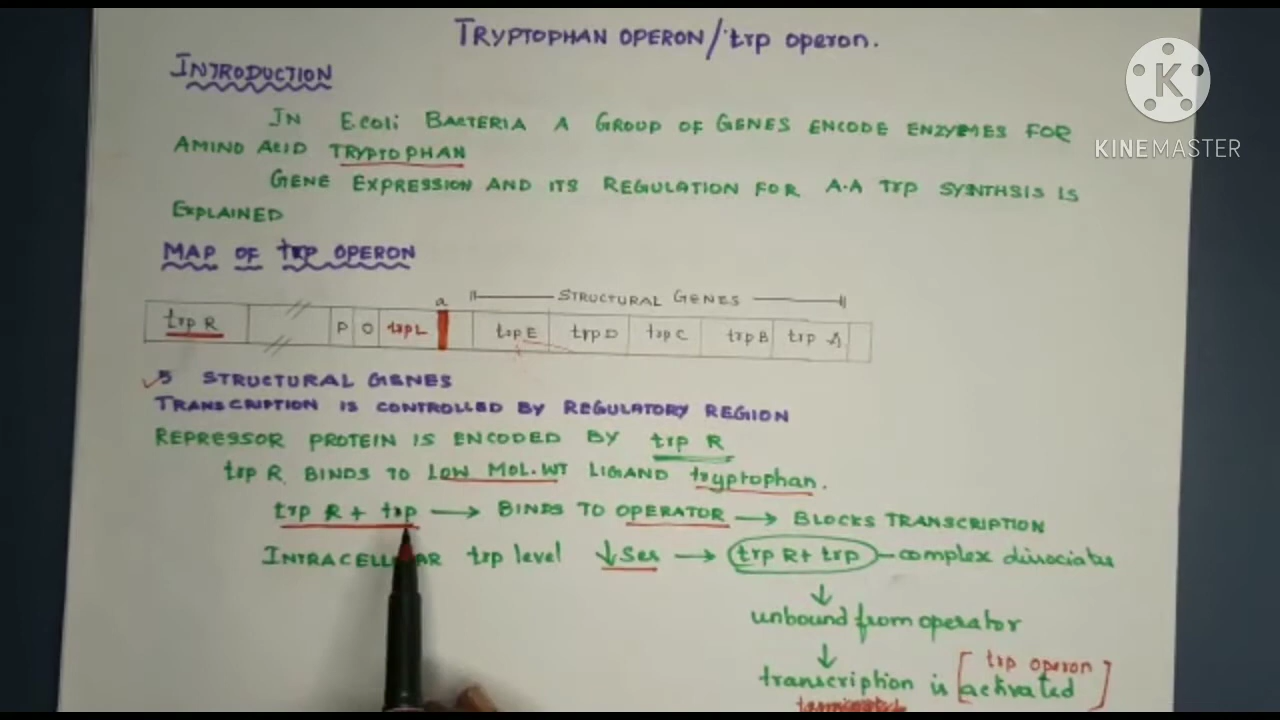 TRYPTOPHAN OPERON/trp operon.
INTRODUCTION
K
KINEMASTER
IN E.coli BACTERIA A GROUP OF GENES ENCODE ENZYMES FOR
AMINO ACID TRYPTOPHAN
GENE EXPRESSION AND ITS REGULATION FOR A.A trp SYNTHSIS IS
EXPLAINED
MAP OF trp OPERON
a STRUCTURAL GENES
trp R P O trpL trpE trpD trpC trpB trp A
5 STRUCTURAL GENES
TRANSCRIPTION IS CONTROLLED BY REGULATORY REGION
REPRESSOR PROTEIN IS ENCODED BY trp R
trp R BINDS TO LOW MOL.WT LIGAND tryptophan.
trp R + trp → BINDS TO OPERATOR → BLOCKS TRANSCRIPTION
INTRACELLULAR trp level ↓ses → trp R+ trp - complex dissociates
↓
unbound from operator
↓
transcription is activated [trp operon]